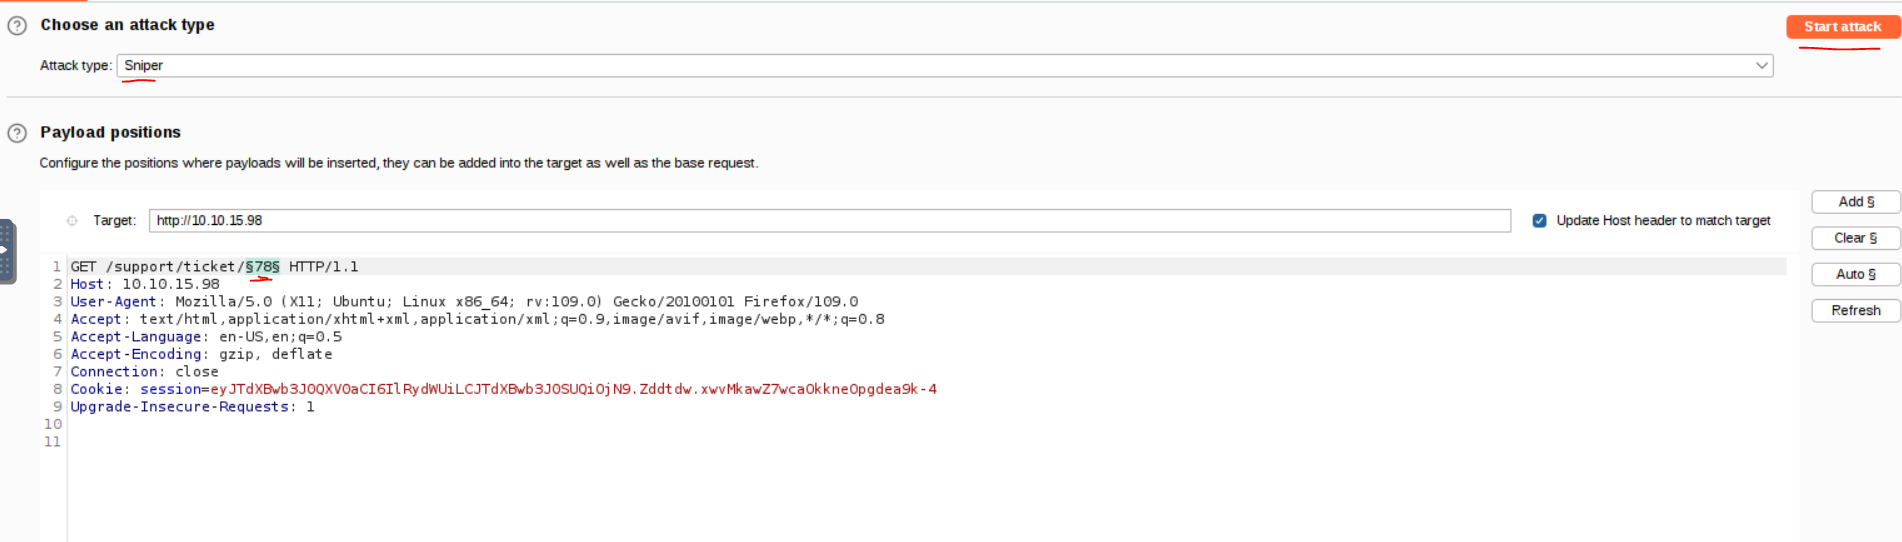 Choose an attack type
Start attack
Attack type: Sniper
Payload positions
Configure the positions where payloads will be inserted, they can be added into the target as well as the base request.
Add §
Target: http://10.10.15.98
Update Host header to match target
Clear §
1 GET /support/ticket/§78§ HTTP/1.1
Auto §
2 Host: 10.10.15.98
3 User-Agent: Mozilla/5.0 (X11; Ubuntu; Linux x86_64; rv:109.0) Gecko/20100101 Firefox/109.0
Refresh
4 Accept: text/html,application/xhtml+xml,application/xml;q=0.9,image/avif,image/webp,*/*;q=0.8
5 Accept-Language: en-US,en;q=0.5
6 Accept-Encoding: gzip, deflate
7 Connection: close
8 Cookie: session=eyJTdXBwb3J0QXV0aCI6IlRydWUiLCJTdXBwb3J0SUQiOjN9.Zddtdw.xwvMkawZ7wcaOkkneOpgdea9k-4
9 Upgrade-Insecure-Requests: 1
10
11